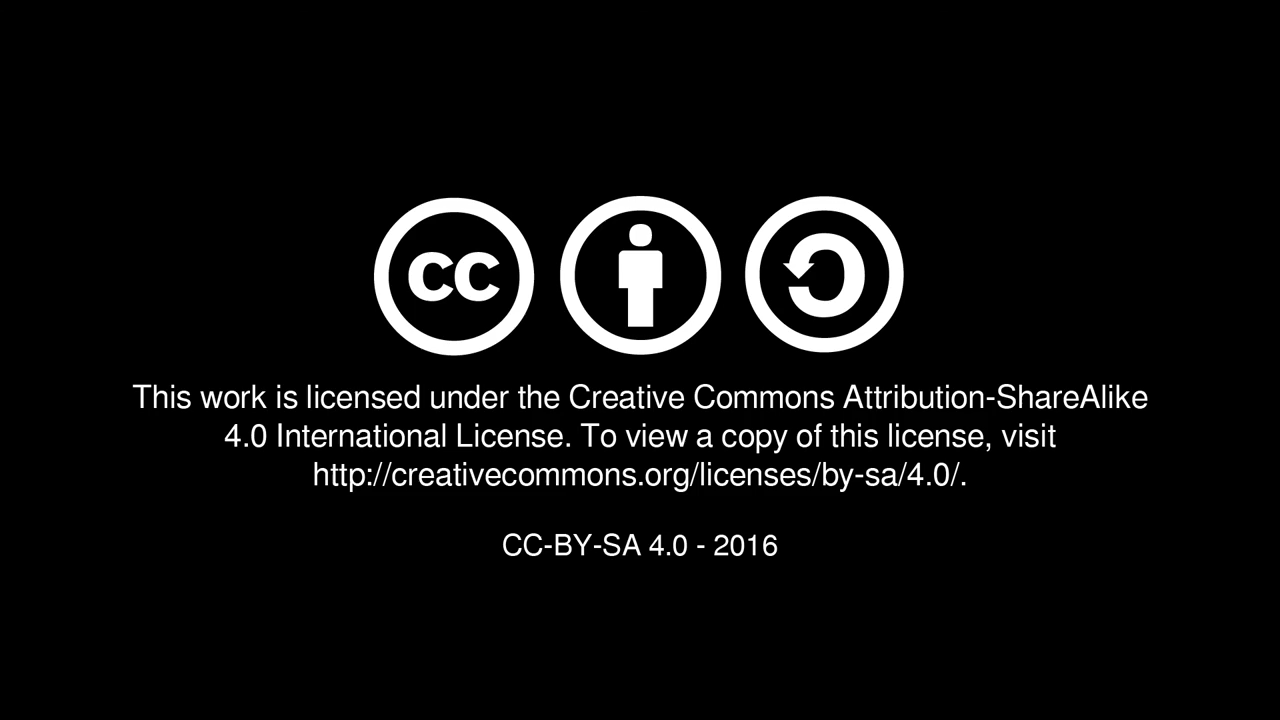 cc
This work is licensed under the Creative Commons Attribution-ShareAlike
4.0 International License. To view a copy of this license, visit
http://creativecommons.org/licenses/by-sa/4.0/.
CC-BY-SA 4.0 - 2016